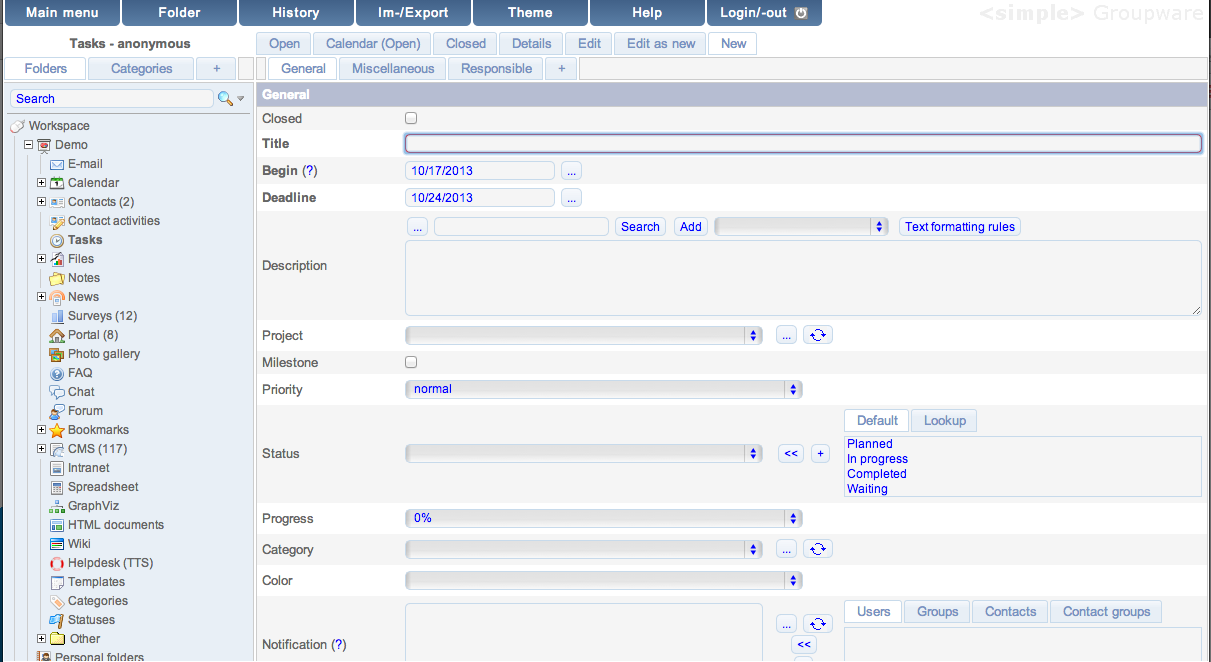 Main menu Folder History Im-/Export Theme Help Login/-out <simple> Groupware
Tasks - anonymous Open Calendar (Open) Closed Details Edit Edit as new New
Folders Categories + General Miscellaneous Responsible +
Search
Workspace
Demo
E-mail
Calendar
Contacts (2)
Contact activities
Tasks
Files
Notes
News
Surveys (12)
Portal (8)
Photo gallery
FAQ
Chat
Forum
Bookmarks
CMS (117)
Intranet
Spreadsheet
GraphViz
HTML documents
Wiki
Helpdesk (TTS)
Templates
Categories
Statuses
Other
Personal folders
General
Closed
Title
Begin (?) 10/17/2013 ...
Deadline 10/24/2013 ...
... Search Add Text formatting rules
Description
Project ...
Milestone
Priority normal
Default Lookup
Status << +
Planned
In progress
Completed
Waiting
Progress 0%
Category ...
Color
Users Groups Contacts Contact groups
...
Notification (?) <<